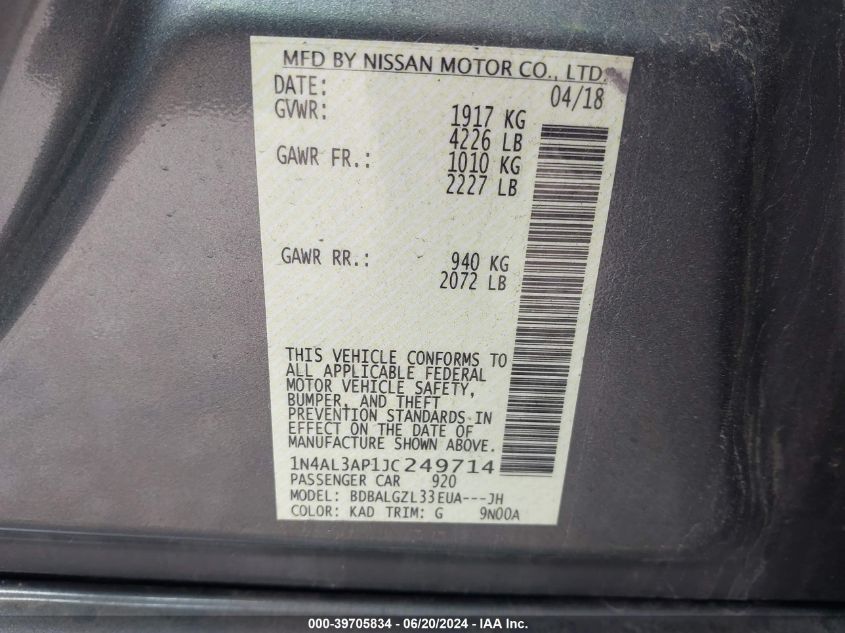 MFD BY NISSAN MOTOR CO., LTD.
DATE: 04/18
GVWR: 1917 KG
4226 LB
GAWR FR.: 1010 KG
2227 LB
GAWR RR.: 940 KG
2072 LB
THIS VEHICLE CONFORMS TO
ALL APPLICABLE FEDERAL
MOTOR VEHICLE SAFETY,
BUMPER, AND THEFT
PREVENTION STANDARDS IN
EFFECT ON THE DATE OF
MANUFACTURE SHOWN ABOVE.
1N4AL3AP1JC249714
PASSENGER CAR 920
MODEL: BDBALGZL33EUA---JH
COLOR: KAD TRIM: G 9N00A
000-39705834 - 06/20/2024 - IAA Inc.